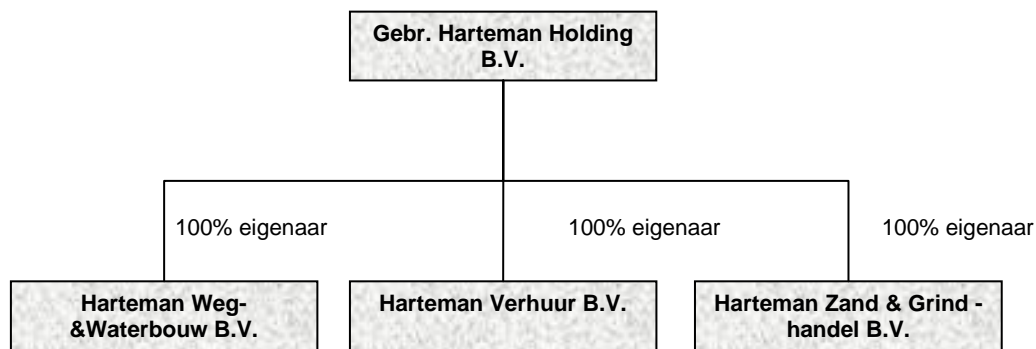 Gebr. Harteman Holding
B.V.
100% eigenaar
100% eigenaar
100% eigenaar
Harteman Weg-
&Waterbouw B.V.
Harteman Verhuur B.V.
Harteman Zand & Grind -
handel B.V.